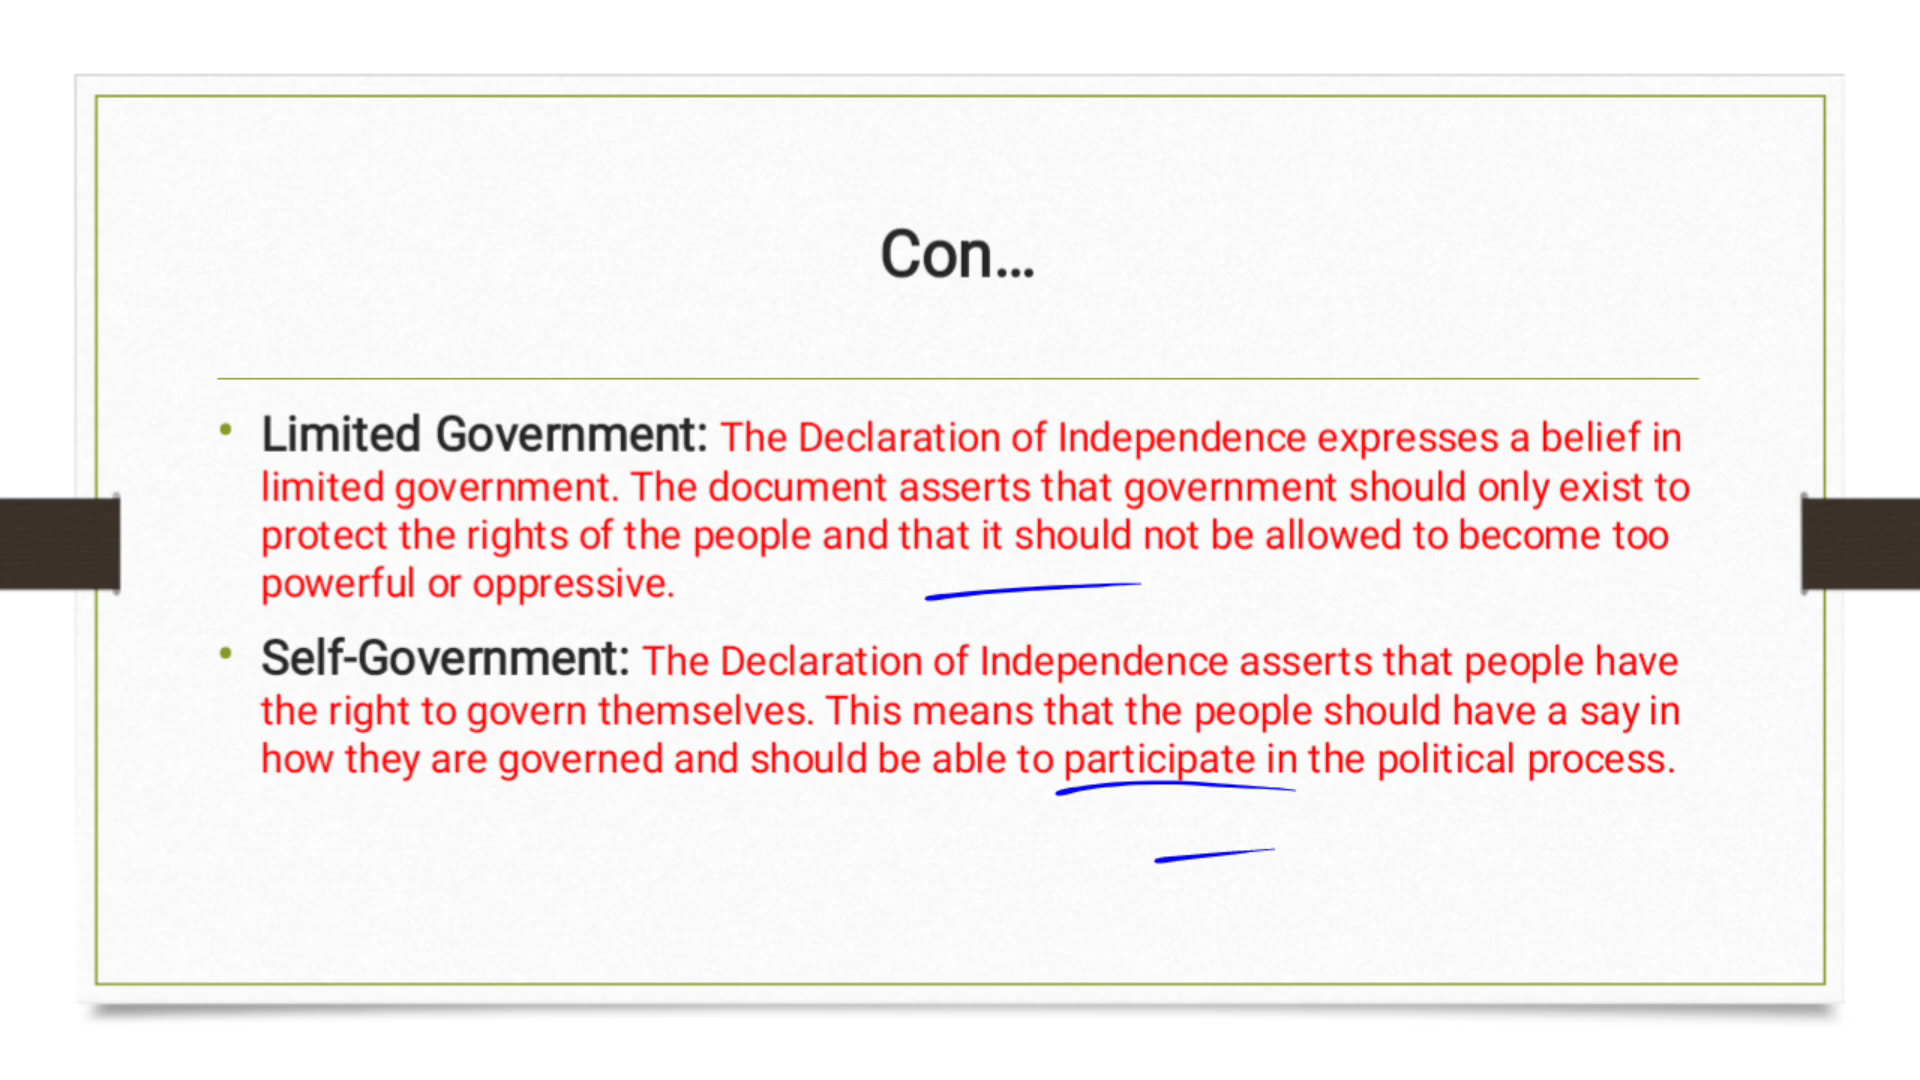 Con...
• Limited Government: The Declaration of Independence expresses a belief in
limited government. The document asserts that government should only exist to
protect the rights of the people and that it should not be allowed to become too
powerful or oppressive.
• Self-Government: The Declaration of Independence asserts that people have
the right to govern themselves. This means that the people should have a say in
how they are governed and should be able to participate in the political process.